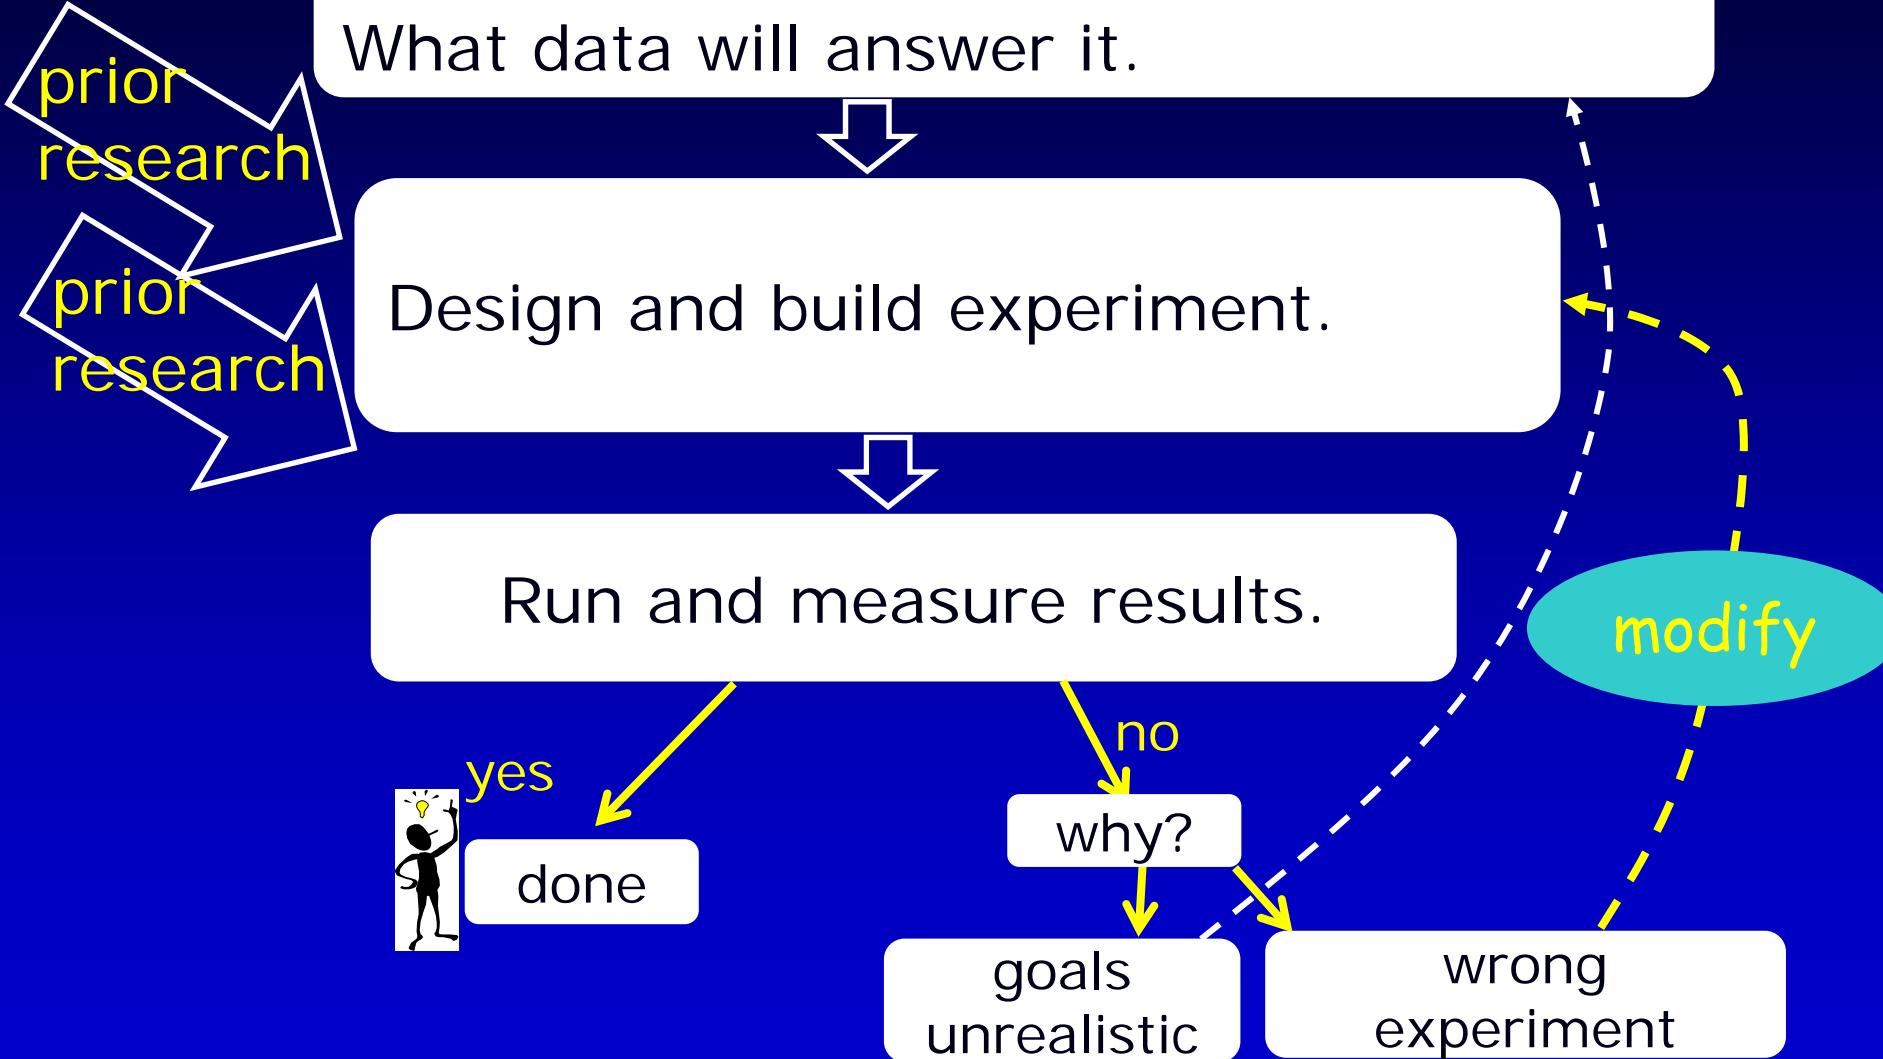 What data will answer it.
prior
research
prior
research
Design and build experiment.
Run and measure results.
modify
no
yes
why?
done
goals
unrealistic
wrong
experiment